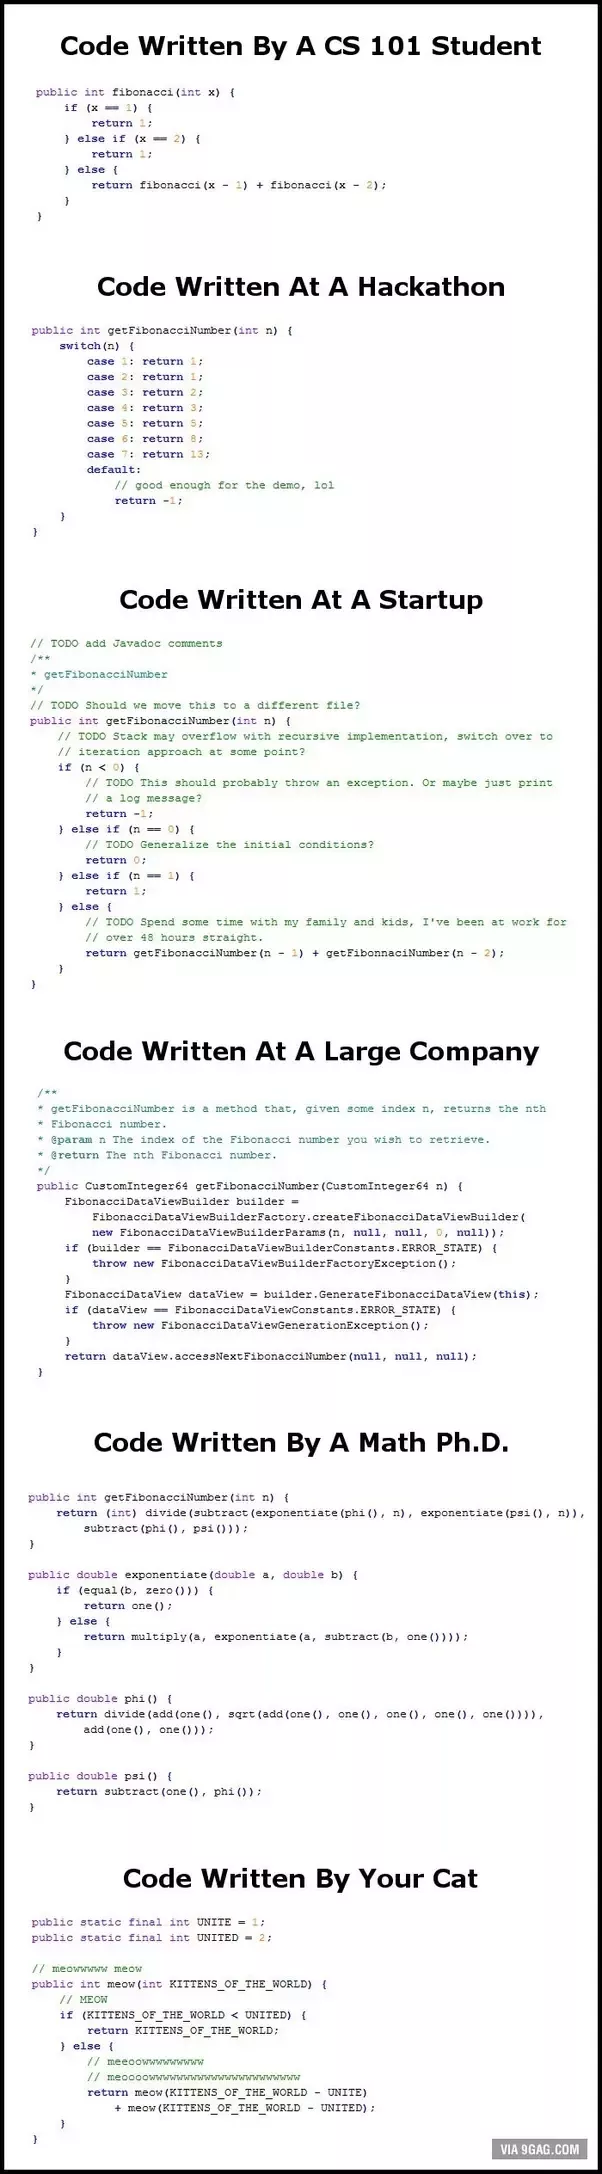 Code Written By A CS 101 Student
public int fibonacci(int x) {
    if (x == 1) {
        return 1;
    } else if (x == 2) {
        return 1;
    } else {
        return fibonacci(x - 1) + fibonacci(x - 2);
    }
}
Code Written At A Hackathon
public int getFibonacciNumber(int n) {
    switch(n) {
        case 1: return 1;
        case 2: return 1;
        case 3: return 2;
        case 4: return 3;
        case 5: return 5;
        case 6: return 8;
        case 7: return 13;
        default:
            // good enough for the demo, lol
            return -1;
    }
}
Code Written At A Startup
// TODO add Javadoc comments
/**
* getFibonacciNumber
*/
// TODO Should we move this to a different file?
public int getFibonacciNumber(int n) {
    // TODO Stack may overflow with recursive implementation, switch over to
    // iteration approach at some point?
    if (n < 0) {
        // TODO This should probably throw an exception. Or maybe just print
        // a log message?
        return -1;
    } else if (n == 0) {
        // TODO Generalize the initial conditions?
        return 0;
    } else if (n == 1) {
        return 1;
    } else {
        // TODO Spend some time with my family and kids, I've been at work for
        // over 48 hours straight.
        return getFibonacciNumber(n - 1) + getFibonnaciNumber(n - 2);
    }
}
Code Written At A Large Company
/**
* getFibonacciNumber is a method that, given some index n, returns the nth
* Fibonacci number.
* @param n The index of the Fibonacci number you wish to retrieve.
* @return The nth Fibonacci number.
*/
public CustomInteger64 getFibonacciNumber(CustomInteger64 n) {
    FibonacciDataViewBuilder builder =
        FibonacciDataViewBuilderFactory.createFibonacciDataViewBuilder(
        new FibonacciDataViewBuilderParams(n, null, null, 0, null));
    if (builder == FibonacciDataViewBuilderConstants.ERROR_STATE) {
        throw new FibonacciDataViewBuilderFactoryException();
    }
    FibonacciDataView dataView = builder.GenerateFibonacciDataView(this);
    if (dataView == FibonacciDataViewConstants.ERROR_STATE) {
        throw new FibonacciDataViewGenerationException();
    }
    return dataView.accessNextFibonacciNumber(null, null, null);
}
Code Written By A Math Ph.D.
public int getFibonacciNumber(int n) {
    return (int) divide(subtract(exponentiate(phi(), n), exponentiate(psi(), n)),
        subtract(phi(), psi()));
}
public double exponentiate(double a, double b) {
    if (equal(b, zero())) {
        return one();
    } else {
        return multiply(a, exponentiate(a, subtract(b, one())));
    }
}
public double phi() {
    return divide(add(one(), sqrt(add(one(), one(), one(), one(), one()))),
        add(one(), one()));
}
public double psi() {
    return subtract(one(), phi());
}
Code Written By Your Cat
public static final int UNITE = 1;
public static final int UNITED = 2;
// meowwwww meow
public int meow(int KITTENS_OF_THE_WORLD) {
    // MEOW
    if (KITTENS_OF_THE_WORLD < UNITED) {
        return KITTENS_OF_THE_WORLD;
    } else {
        // meeoowwwwwwwww
        // meoooowwwwwwwwwwwwwwwwwwwwwww
        return meow(KITTENS_OF_THE_WORLD - UNITE)
            + meow(KITTENS_OF_THE_WORLD - UNITED);
    }
}
VIA 9GAG.COM